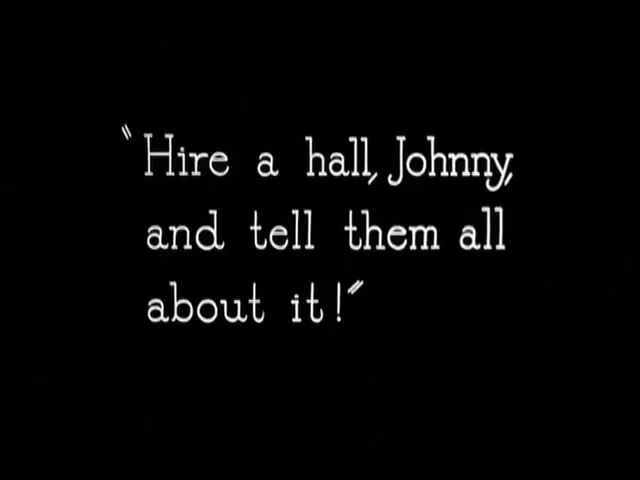 "Hire a hall, Johnny,
and tell them all
about it!"